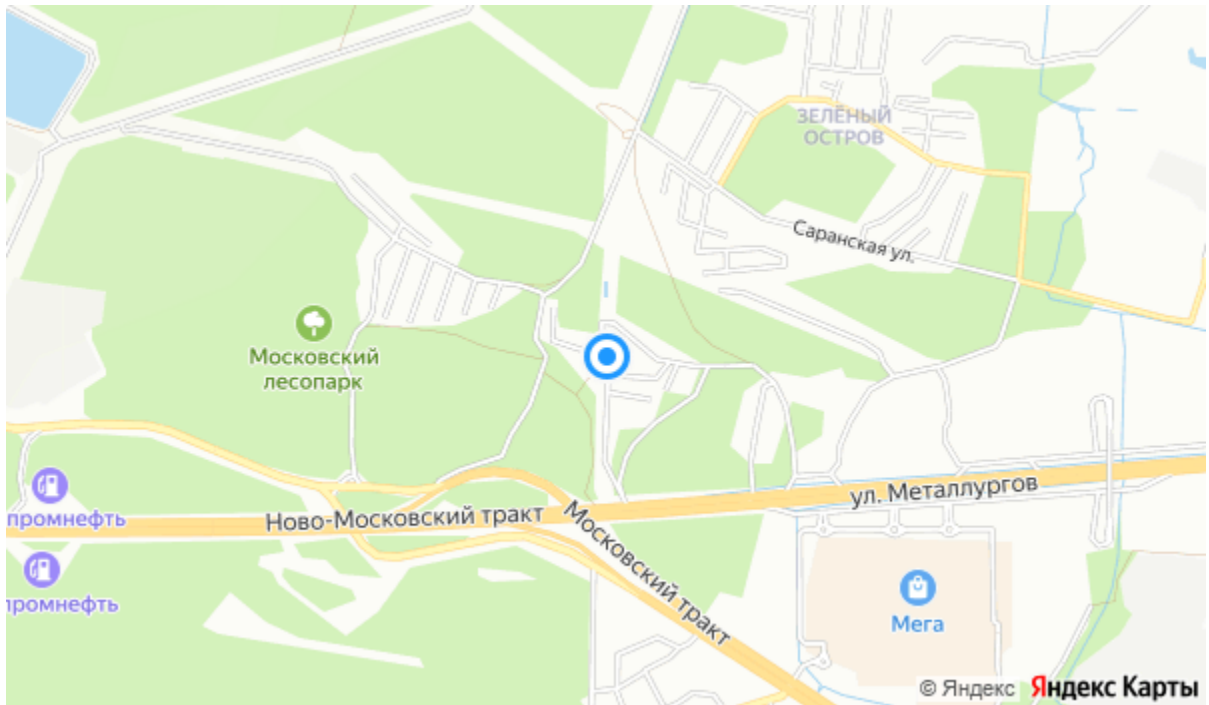 ЗЕЛЁНЫЙ
ОСТРОВ
Саранская ул.
Московский
лесопарк
промнефть
Ново-Московский тракт
ул. Металлургов
Московский тракт
промнефть
Мега
© Яндекс Яндекс Карты